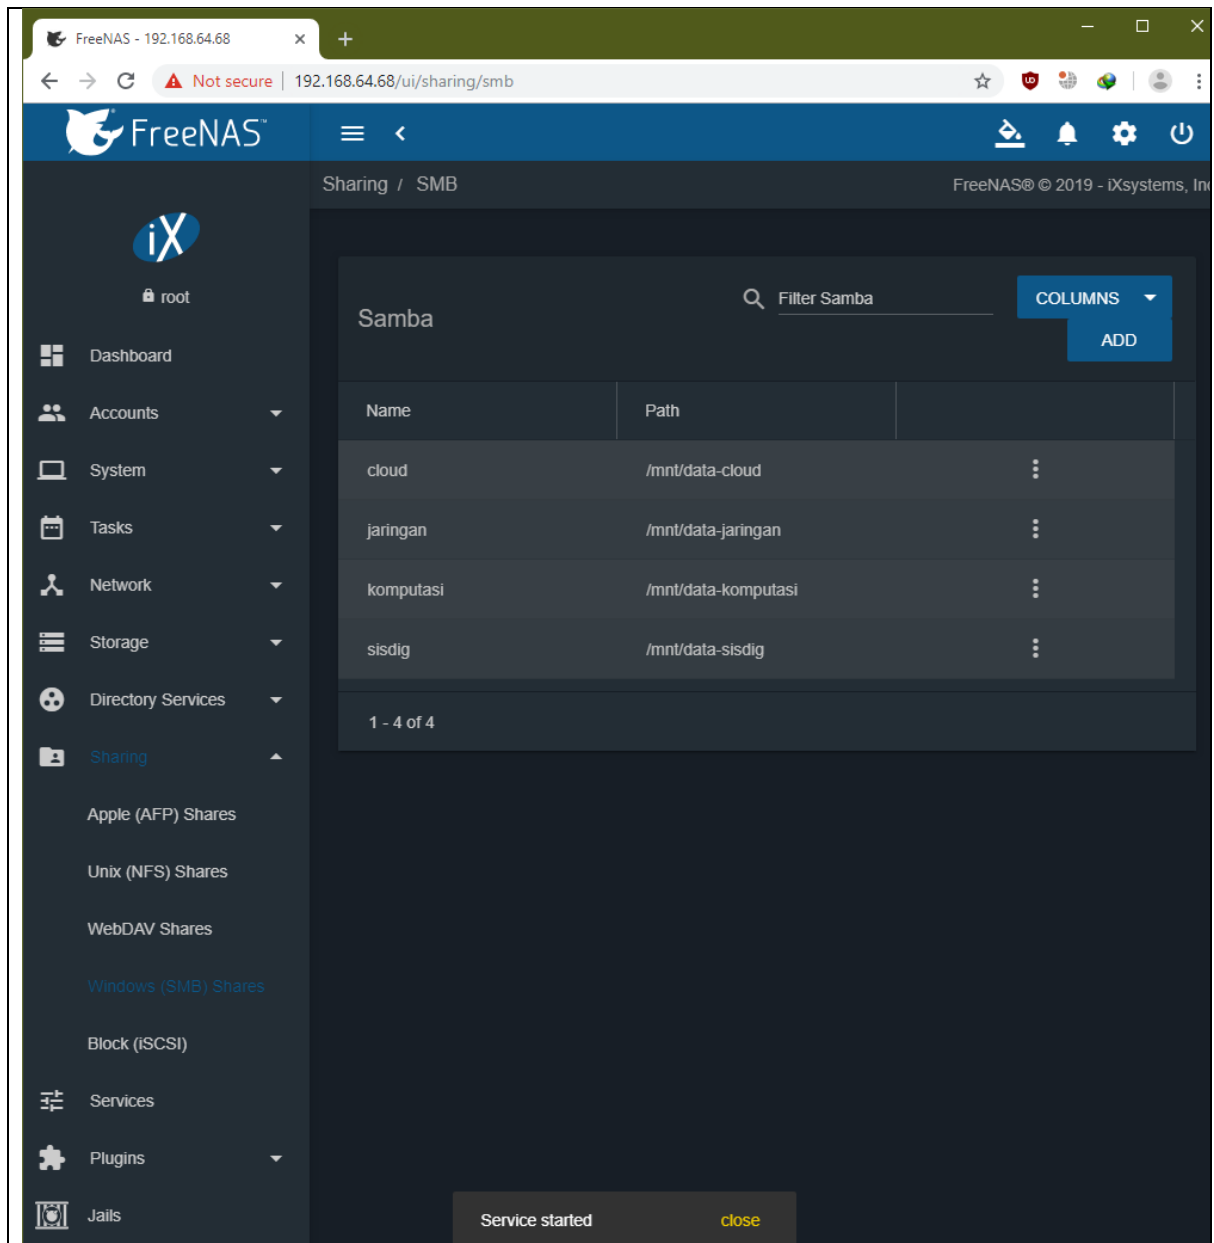 FreeNAS - 192.168.64.68
Not secure | 192.168.64.68/ui/sharing/smb
FreeNAS™
Sharing / SMB
FreeNAS® © 2019 - iXsystems, Inc
iX
root
Samba
Filter Samba
COLUMNS
ADD
Name Path
cloud /mnt/data-cloud
jaringan /mnt/data-jaringan
komputasi /mnt/data-komputasi
sisdig /mnt/data-sisdig
1 - 4 of 4
Dashboard
Accounts
System
Tasks
Network
Storage
Directory Services
Sharing
Apple (AFP) Shares
Unix (NFS) Shares
WebDAV Shares
Windows (SMB) Shares
Block (iSCSI)
Services
Plugins
Jails
Service started close